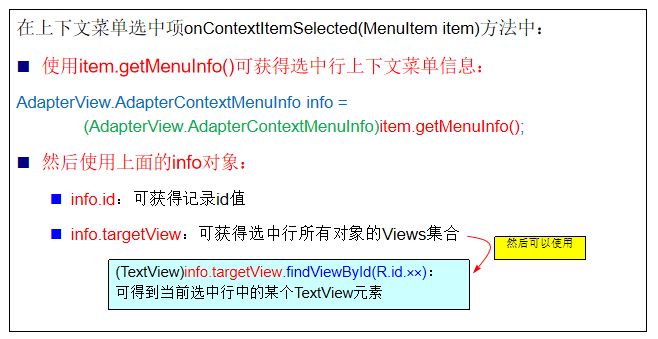 在上下文菜单选中项onContextItemSelected(MenuItem item)方法中：
使用item.getMenuInfo()可获得选中行上下文菜单信息：
AdapterView.AdapterContextMenuInfo info =
(AdapterView.AdapterContextMenuInfo)item.getMenuInfo();
然后使用上面的info对象：
info.id：可获得记录id值
info.targetView：可获得选中行所有对象的Views集合
然后可以使用
(TextView)info.targetView.findViewById(R.id.××)：
可得到当前选中行中的某个TextView元素